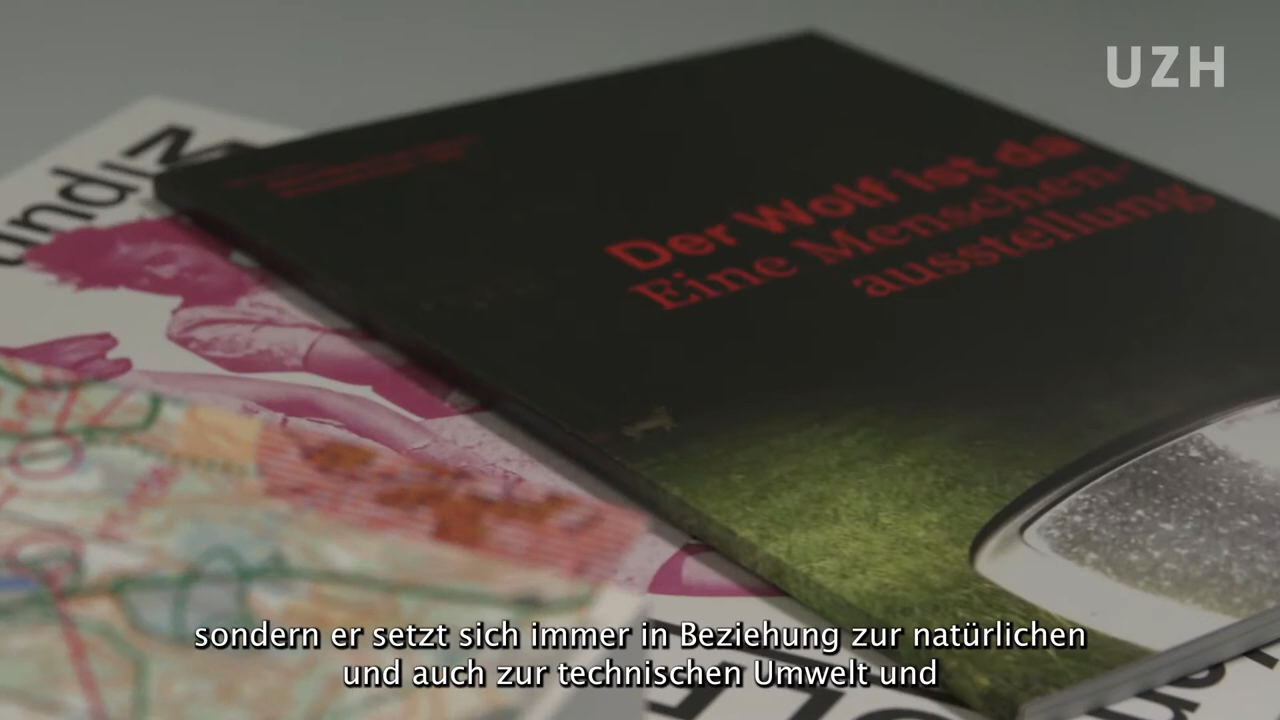 UZH
und
N
Der Wolf ist da
Eine Menschen-
ausstellung
sondern er setzt sich immer in Beziehung zur natürlichen
und auch zur technischen Umwelt und